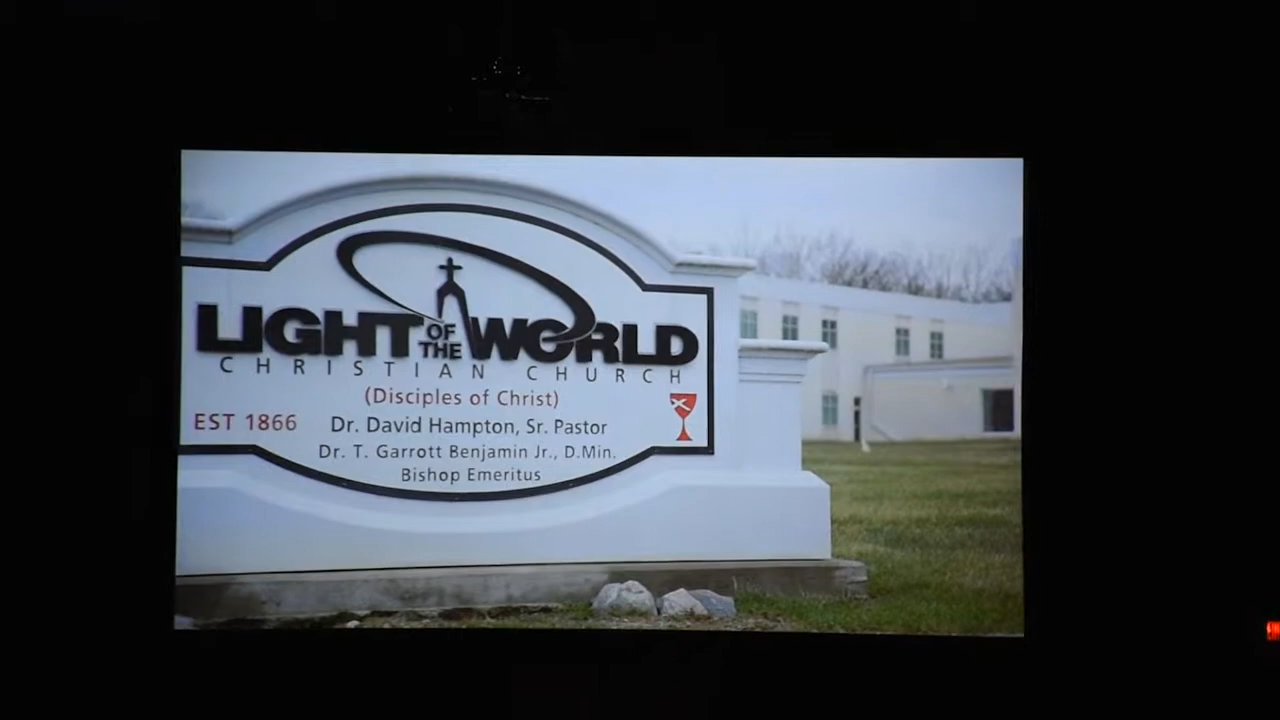 LIGHT OF THE WORLD
CHRISTIAN CHURCH
(Disciples of Christ)
EST 1866
Dr. David Hampton, Sr. Pastor
Dr. T. Garrott Benjamin Jr., D.Min.
Bishop Emeritus